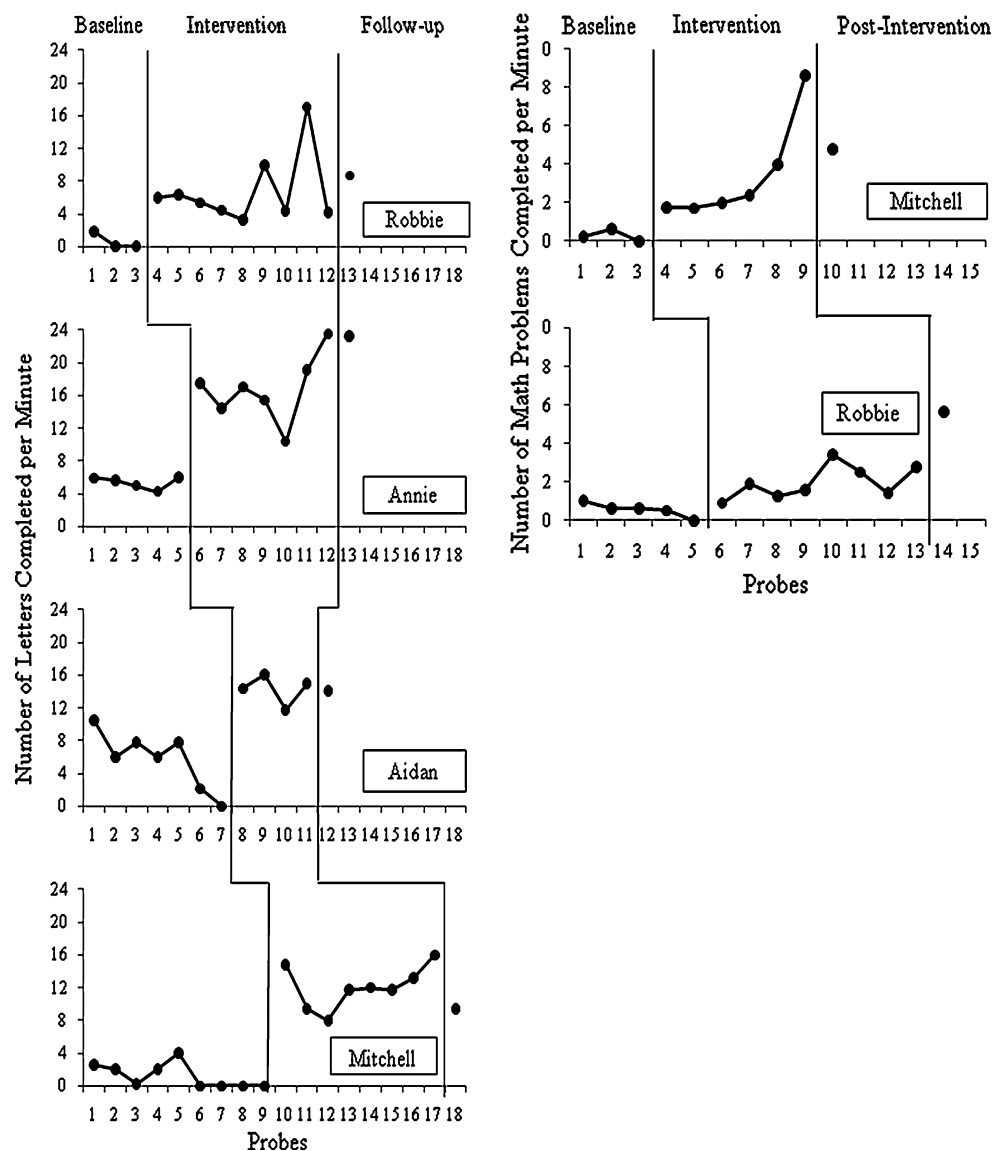 Baseline Intervention Follow-up
24
20
16
12
8
4
0
Robbie
1 2 3 4 5 6 7 8 9 10 11 12 13 14 15 16 17 18
24
20
16
12
8
4
0
Annie
1 2 3 4 5 6 7 8 9 10 11 12 13 14 15 16 17 18
24
20
16
12
8
4
0
Aidan
1 2 3 4 5 6 7 8 9 10 11 12 13 14 15 16 17 18
24
20
16
12
8
4
0
Mitchell
1 2 3 4 5 6 7 8 9 10 11 12 13 14 15 16 17 18
Probes
Number of Letters Completed per Minute
Baseline Intervention Post-Intervention
0
8
6
4
2
0
Mitchell
1 2 3 4 5 6 7 8 9 10 11 12 13 14 15
0
8
6
4
2
0
Robbie
1 2 3 4 5 6 7 8 9 10 11 12 13 14 15
Probes
Number of Math Problems Completed per Minute